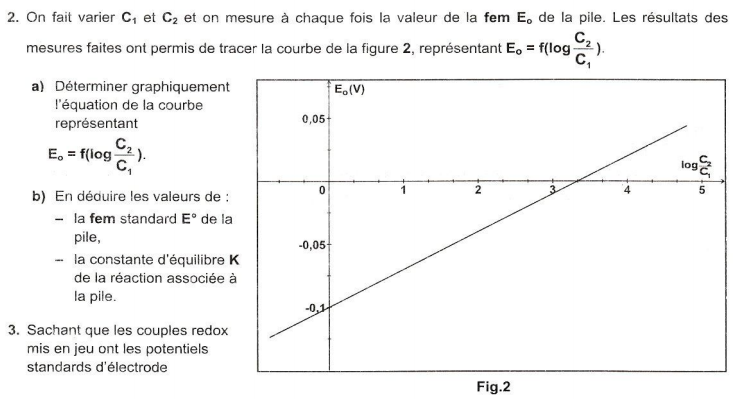 2. On fait varier C₁ et C₂ et on mesure à chaque fois la valeur de la fem Eₒ de la pile. Les résultats des
mesures faites ont permis de tracer la courbe de la figure 2, représentant Eₒ = f(log C₂/C₁).
a) Déterminer graphiquement
l'équation de la courbe
représentant
Eₒ = f(log C₂/C₁).
b) En déduire les valeurs de :
– la fem standard E° de la
pile,
– la constante d'équilibre K
de la réaction associée à
la pile.
3. Sachant que les couples redox
mis en jeu ont les potentiels
standards d'électrode
Eₒ(V)
0,05
log C₂/C₁
0 1 2 3 4 5
-0,05
-0,1
Fig.2